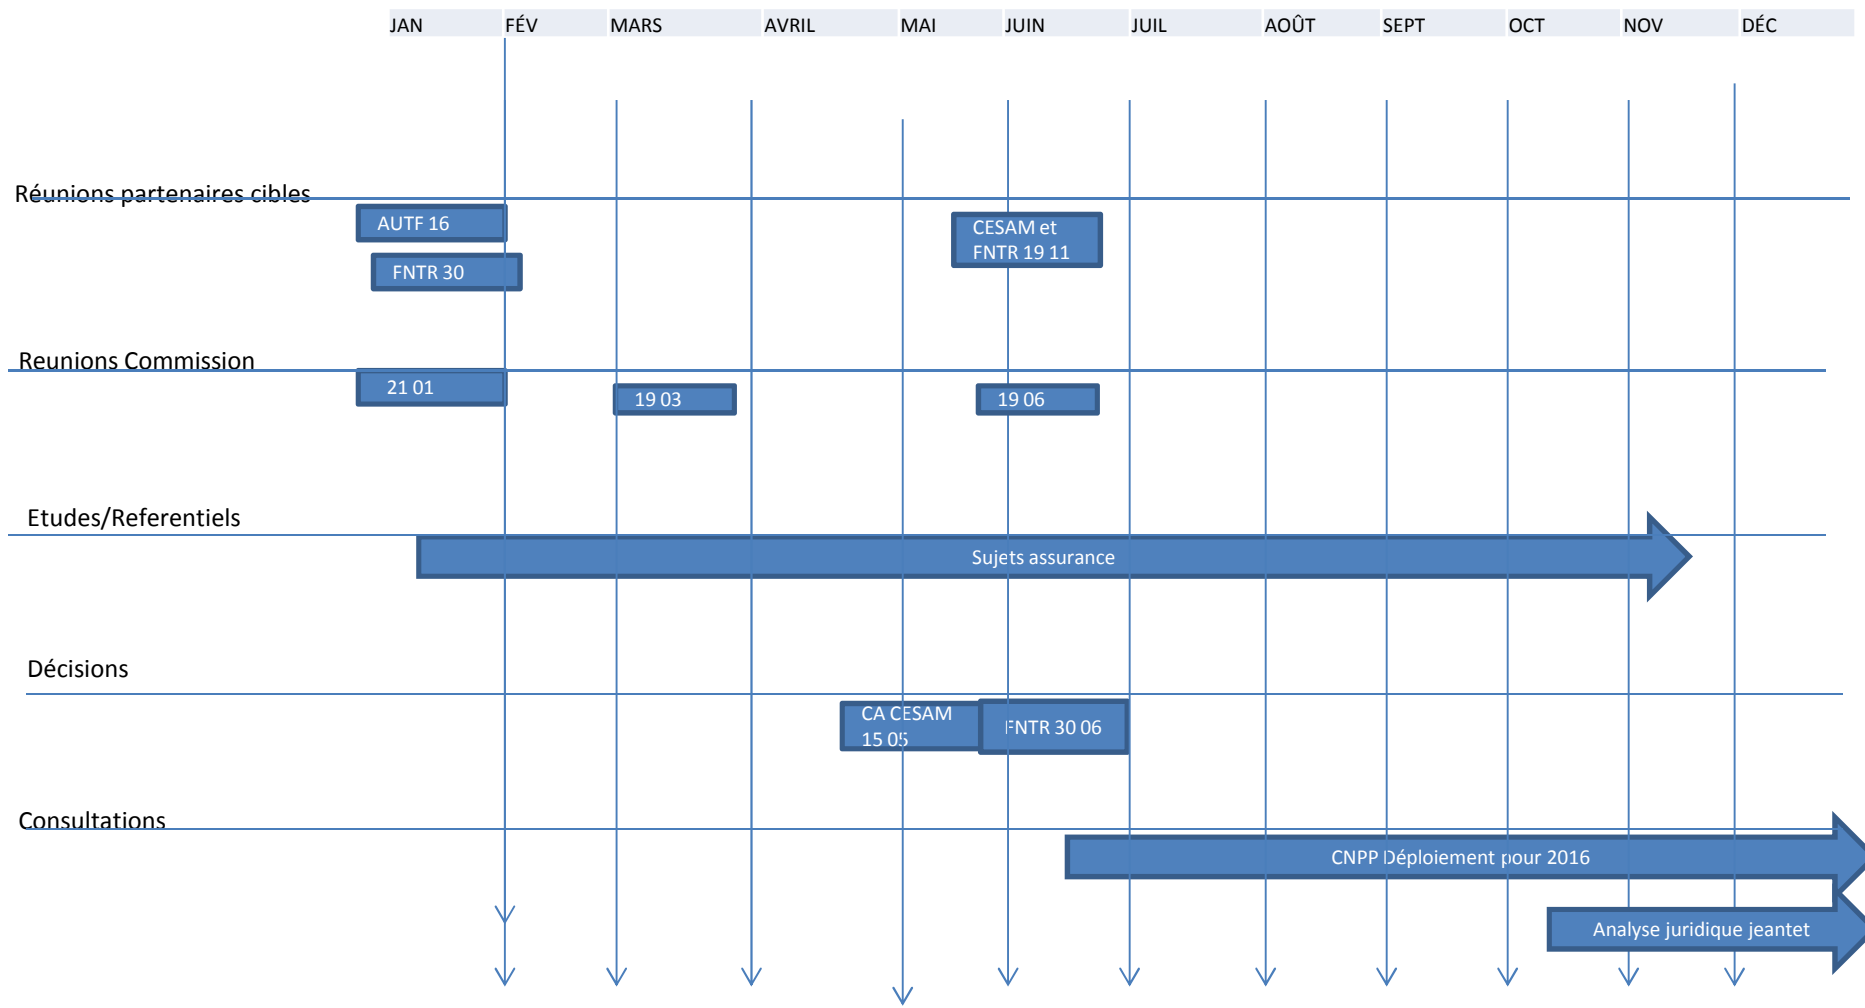 JAN FÉV MARS AVRIL MAI JUIN JUIL AOÛT SEPT OCT NOV DÉC
Réunions partenaires cibles
AUTF 16
FNTR 30
CESAM et
FNTR 19 11
Reunions Commission
21 01
19 03
19 06
Etudes/Referentiels
Sujets assurance
Décisions
CA CESAM
15 05
FNTR 30 06
Consultations
CNPP Déploiement pour 2016
Analyse juridique jeantet